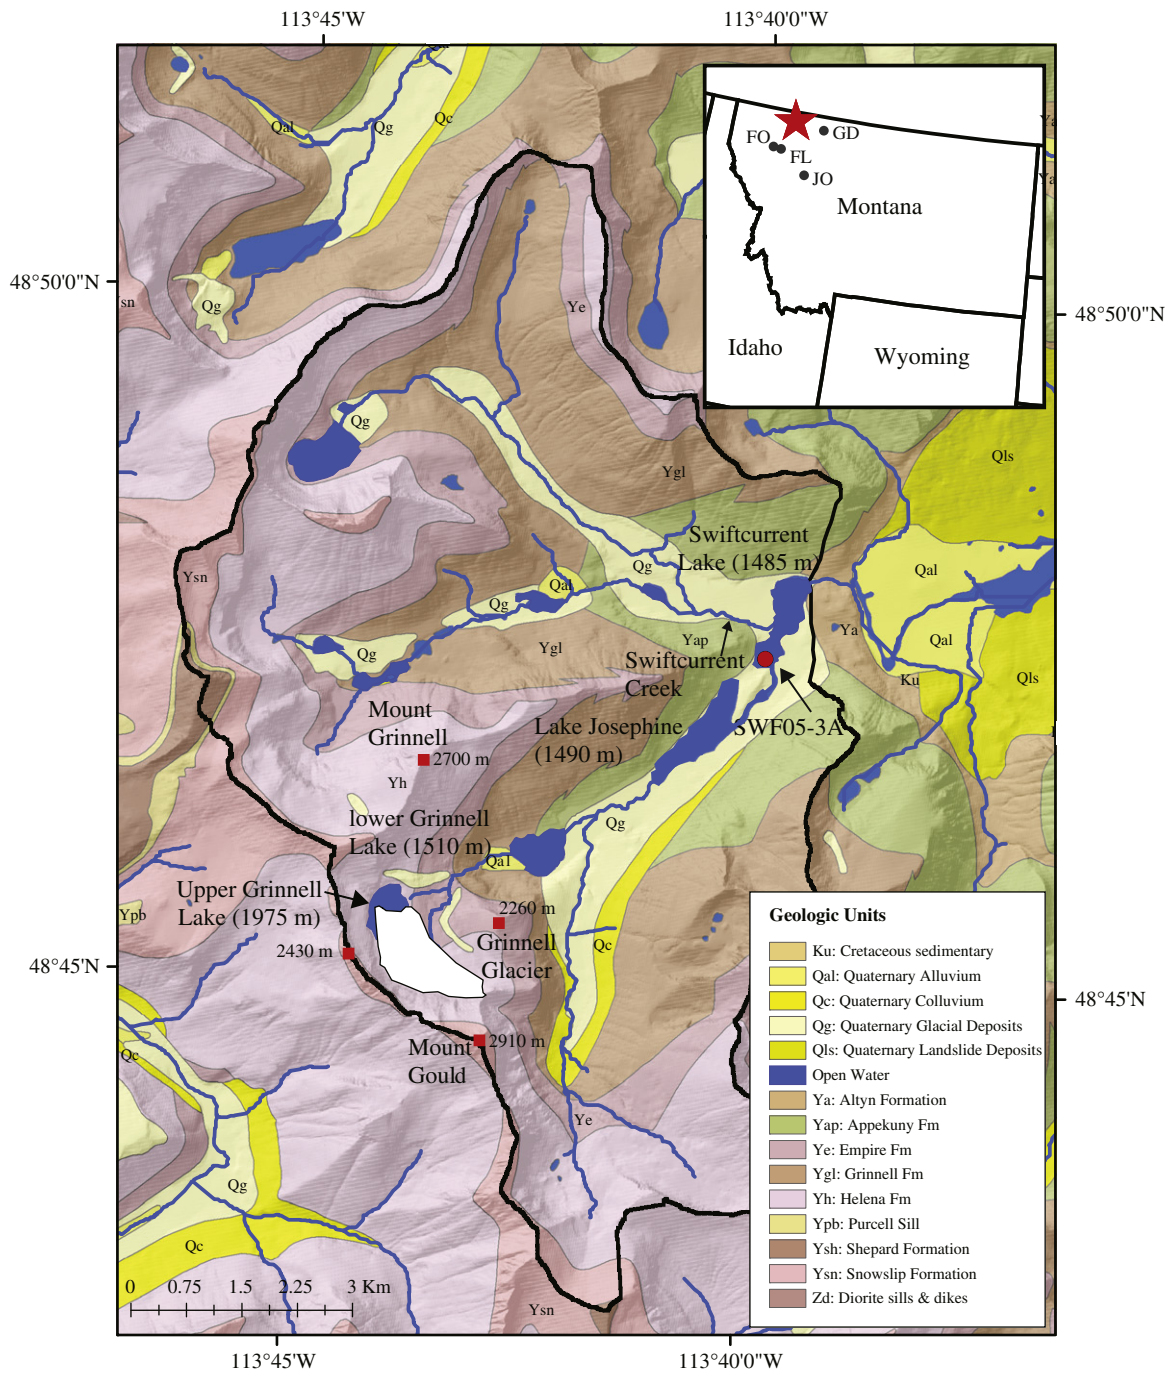 113°45'W
113°40'0"W
48°50'0"N
48°50'0"N
48°45'N
48°45'N
113°45'W
113°40'0"W
GD
FO
FL
JO
Montana
Idaho
Wyoming
Qal
Qg
Qc
Ya
Ya
sn
Qg
Ye
Qg
Ygl
Qls
Swiftcurrent
Lake (1485 m)
Ysn
Qg
Qal
Qg
Qal
Qal
Ya
Ygl
Yap
Qg
Swiftcurrent
Creek
Ku
Qls
Mount
Grinnell
2700 m
Lake Josephine
(1490 m)
SWF05-3A
Yh
lower Grinnell
Lake (1510 m)
Qg
Qa1
Upper Grinnell
Lake (1975 m)
2260 m
Ypb
2430 m
Grinnell
Glacier
Qc
2910 m
Mount
Gould
Qc
Ye
Qg
Qc
Ysn
0 0.75 1.5 2.25 3 Km
Geologic Units
Ku: Cretaceous sedimentary
Qal: Quaternary Alluvium
Qc: Quaternary Colluvium
Qg: Quaternary Glacial Deposits
Qls: Quaternary Landslide Deposits
Open Water
Ya: Altyn Formation
Yap: Appekuny Fm
Ye: Empire Fm
Ygl: Grinnell Fm
Yh: Helena Fm
Ypb: Purcell Sill
Ysh: Shepard Formation
Ysn: Snowslip Formation
Zd: Diorite sills & dikes